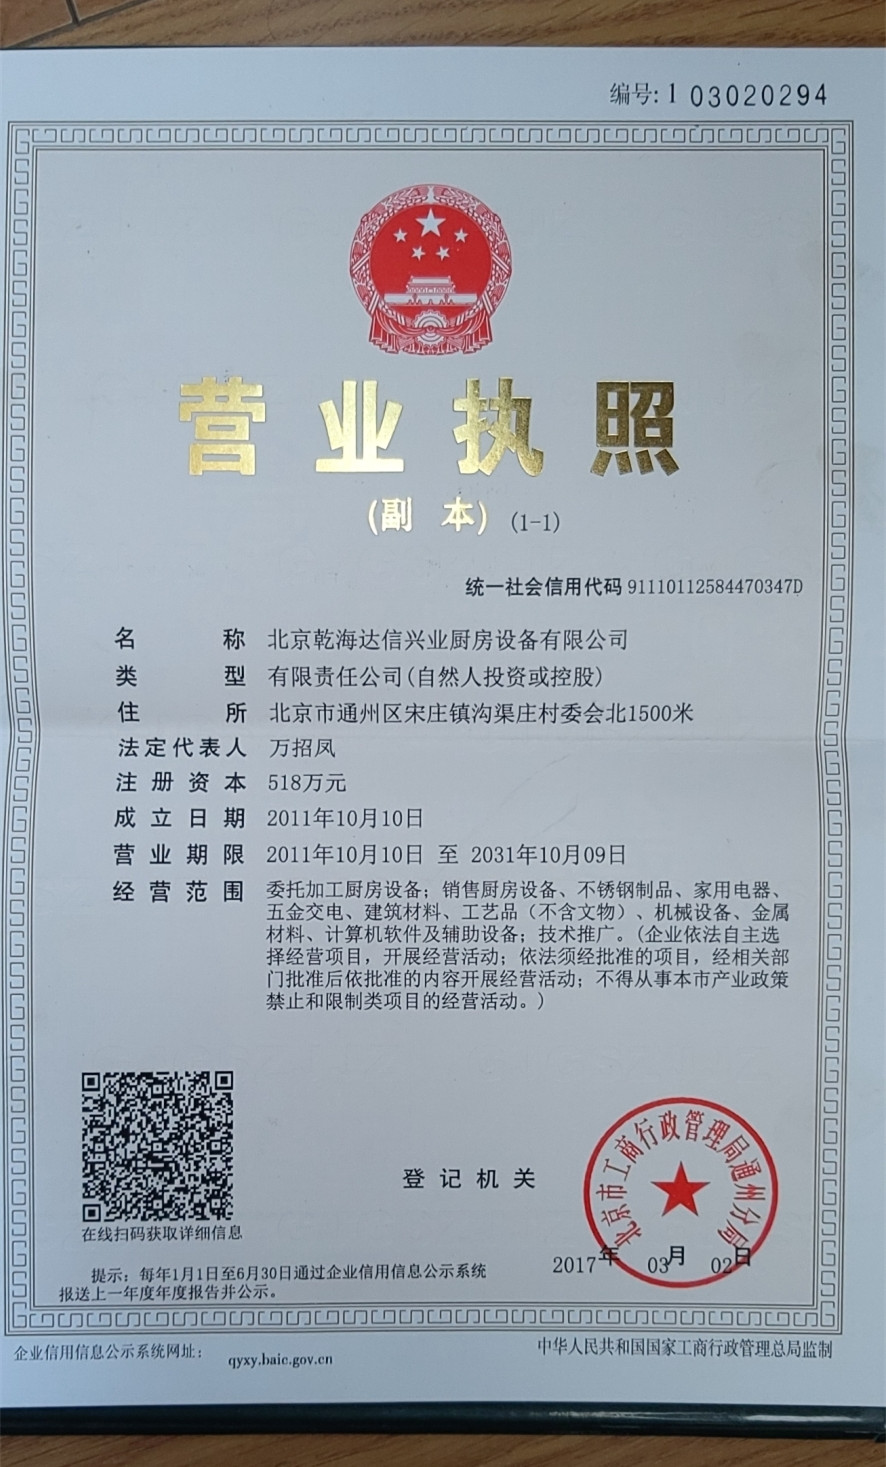 编号: 1 03020294
营业执照
(副 本) (1-1)
统一社会信用代码 91110112584470347D
名称 北京乾海达信兴业厨房设备有限公司
类型 有限责任公司(自然人投资或控股)
住所 北京市通州区宋庄镇沟渠庄村委会北1500米
法定代表人 万招凤
注册资本 518万元
成立日期 2011年10月10日
营业期限 2011年10月10日 至 2031年10月09日
经营范围 委托加工厨房设备；销售厨房设备、不锈钢制品、家用电器、
五金交电、建筑材料、工艺品（不含文物）、机械设备、金属
材料、计算机软件及辅助设备；技术推广。(企业依法自主选
择经营项目，开展经营活动；依法须经批准的项目，经相关部
门批准后依批准的内容开展经营活动；不得从事本市产业政策
禁止和限制类项目的经营活动。)
在线扫码获取详细信息
登记机关
北京市工商行政管理局通州分局
2017年 03月 02日
提示：每年1月1日至6月30日通过企业信用信息公示系统
报送上一年度年度报告并公示。
企业信用信息公示系统网址： qyxy.baic.gov.cn
中华人民共和国国家工商行政管理总局监制